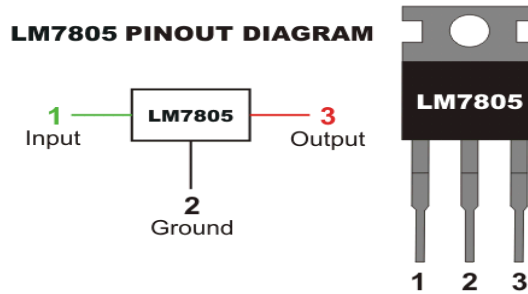 LM7805 PINOUT DIAGRAM
1
Input
LM7805
3
Output
2
Ground
LM7805
1 2 3